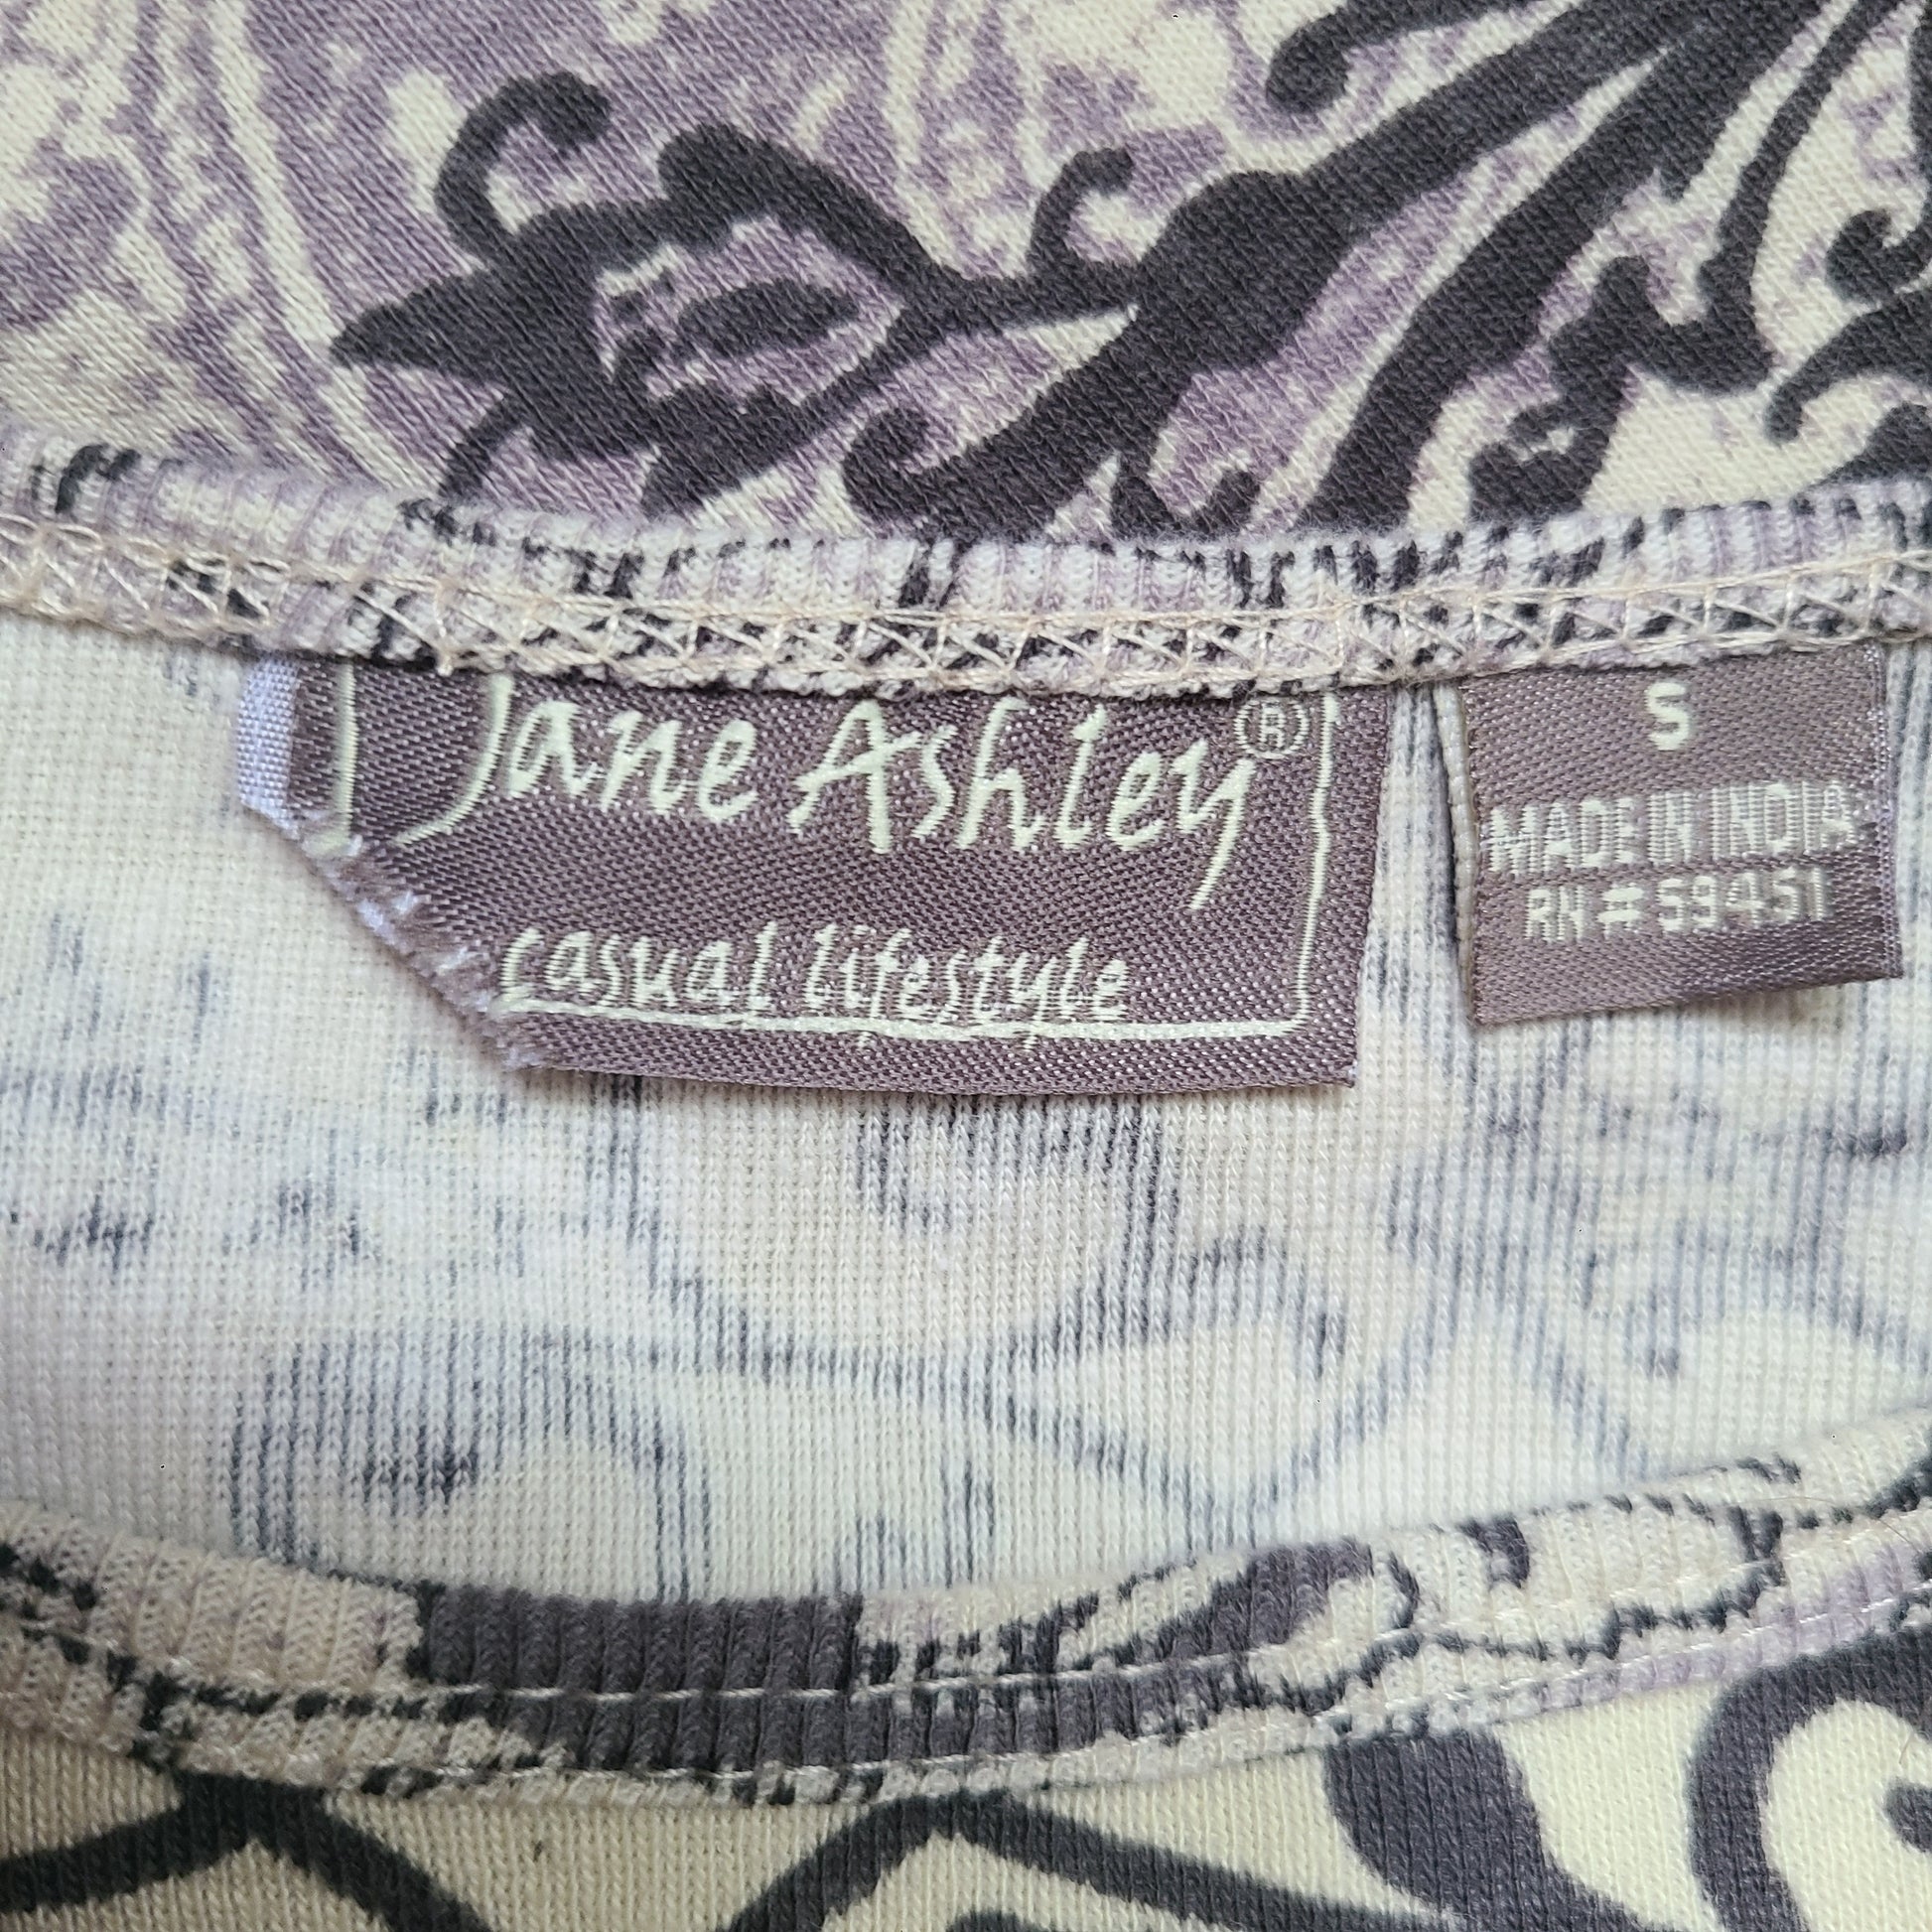 Jane Ashley®
casual lifestyle
S
MADE IN INDIA
RN # 59451